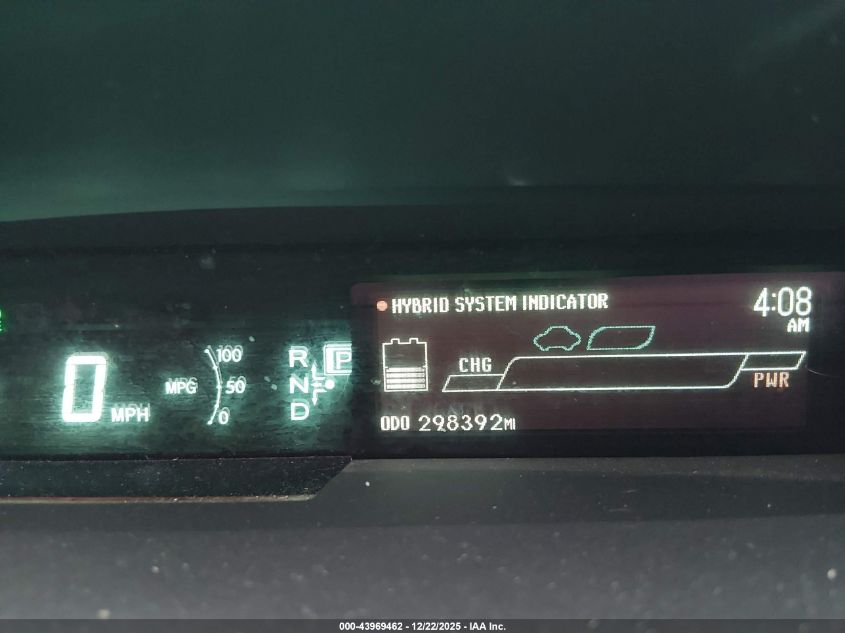 HYBRID SYSTEM INDICATOR
4:08
AM
0 MPH
MPG
100
50
0
R
N
D
P
CHG
PWR
ODO 298392MI
000-43969462 - 12/22/2025 - IAA Inc.